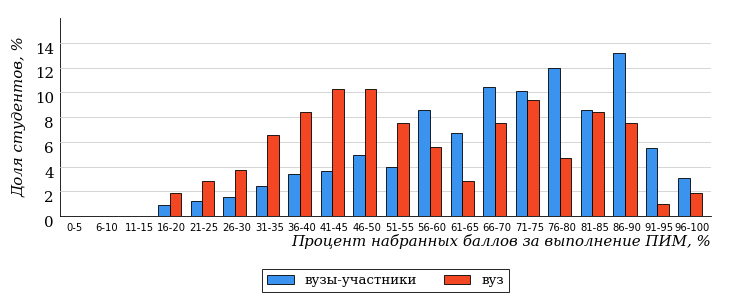 Доля студентов, %
14
12
10
8
6
4
2
0
0-5 6-10 11-15 16-20 21-25 26-30 31-35 36-40 41-45 46-50 51-55 56-60 61-65 66-70 71-75 76-80 81-85 86-90 91-95 96-100
Процент набранных баллов за выполнение ПИМ, %
вузы-участники вуз